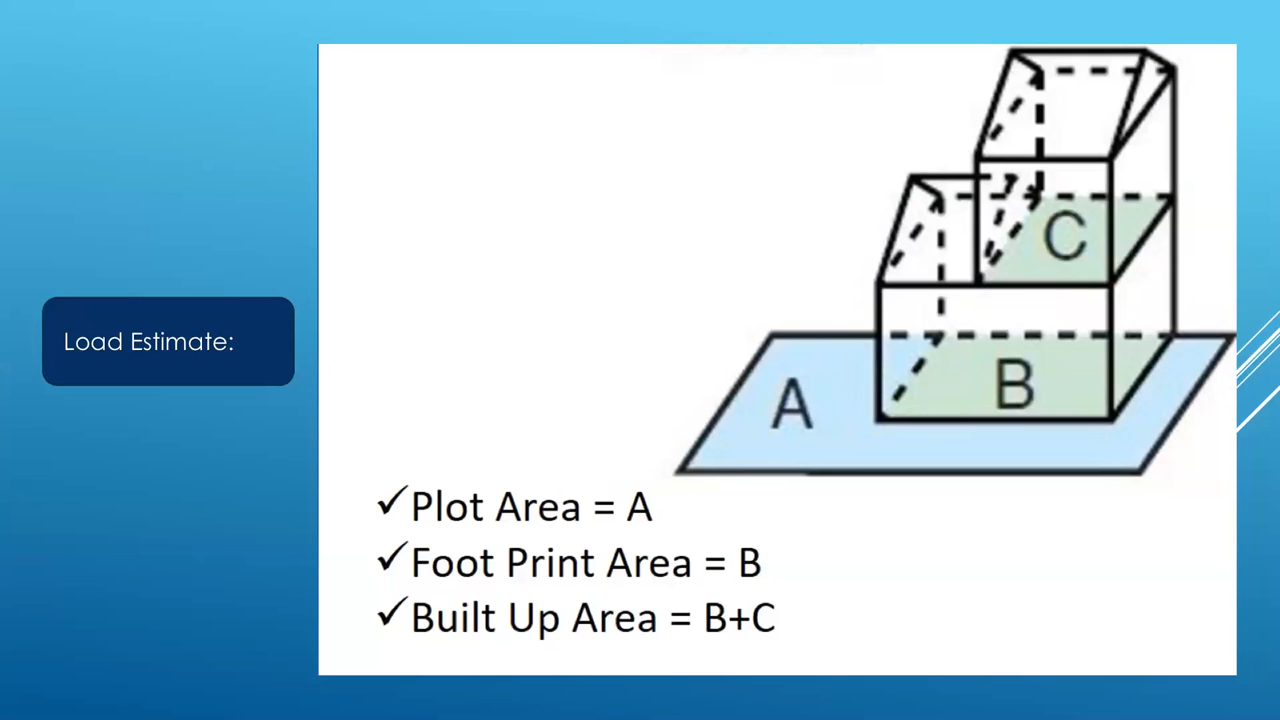 C
Load Estimate:
B
A
✓Plot Area = A
✓Foot Print Area = B
✓Built Up Area = B+C